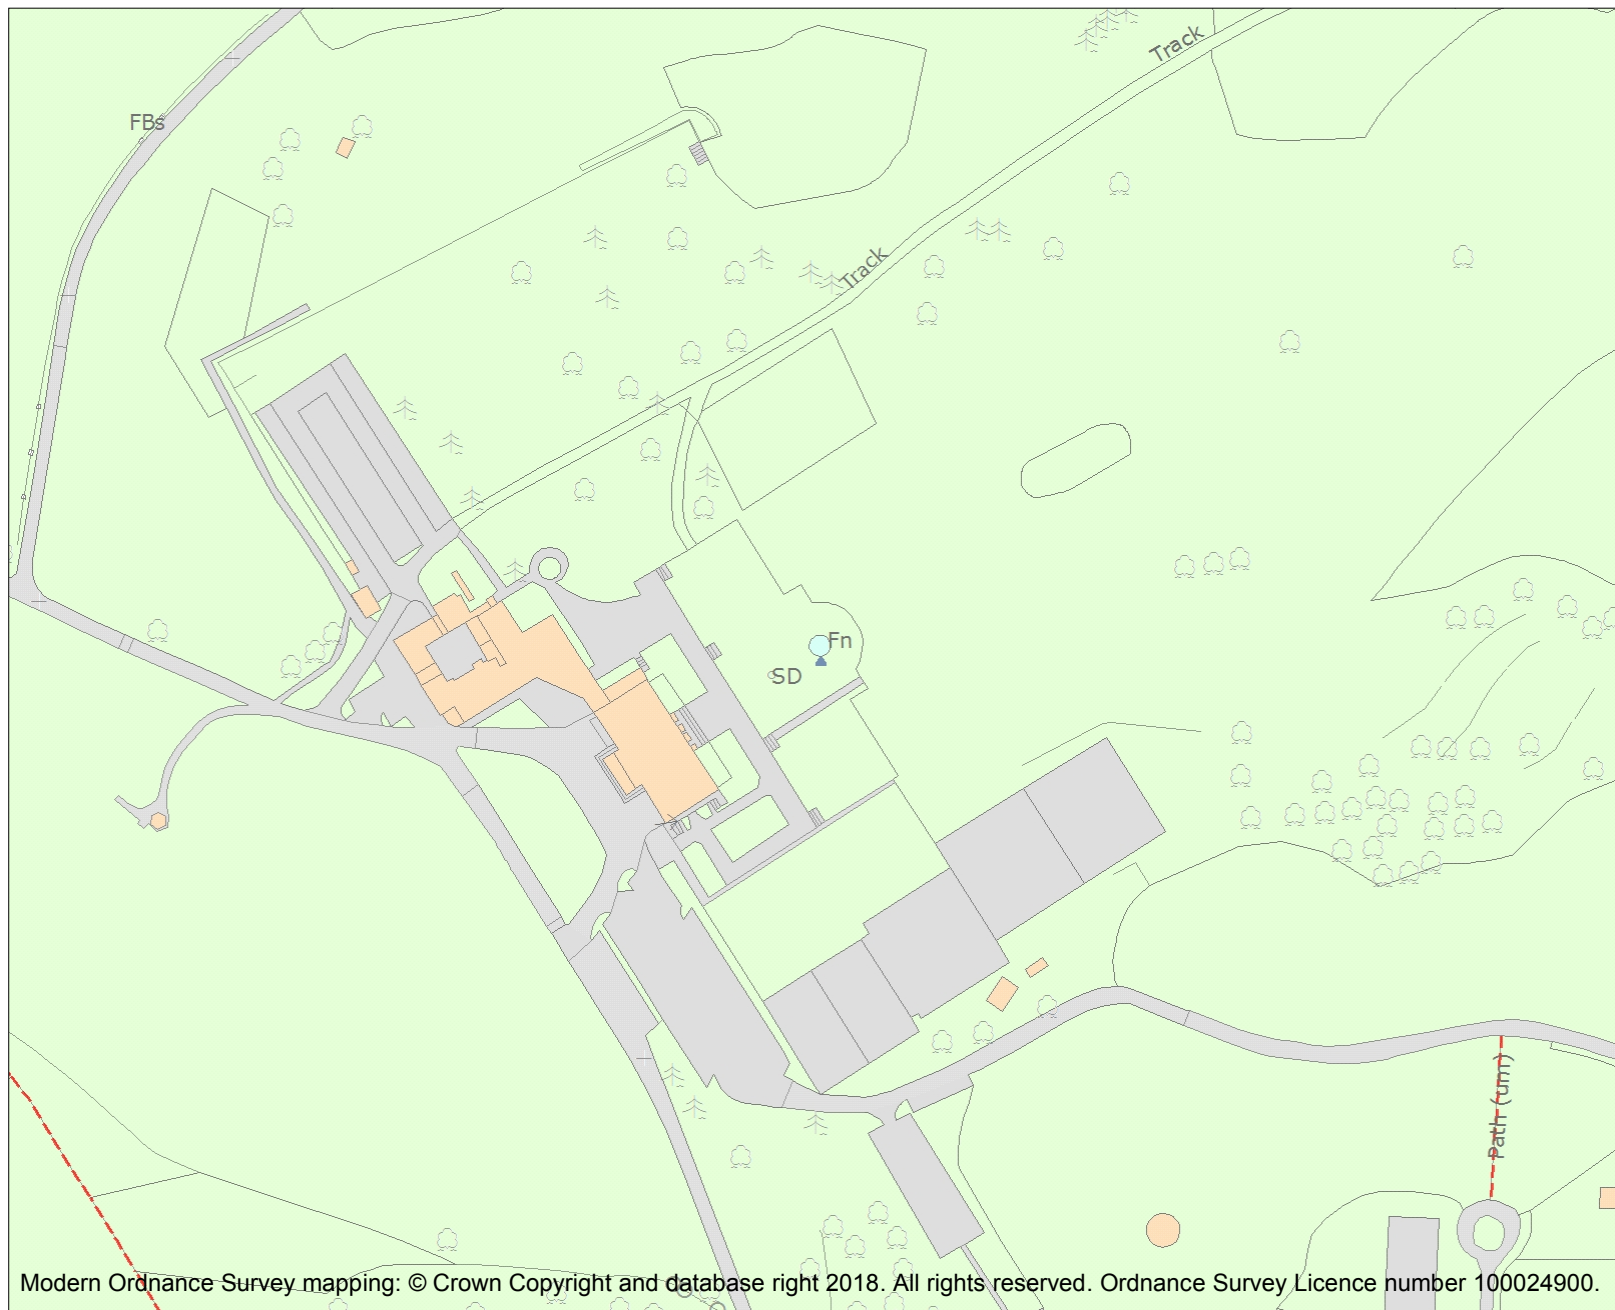 Track
FBs
Track
Fn
SD
Path (um)
Modern Ordnance Survey mapping: © Crown Copyright and database right 2018. All rights reserved. Ordnance Survey Licence number 100024900.